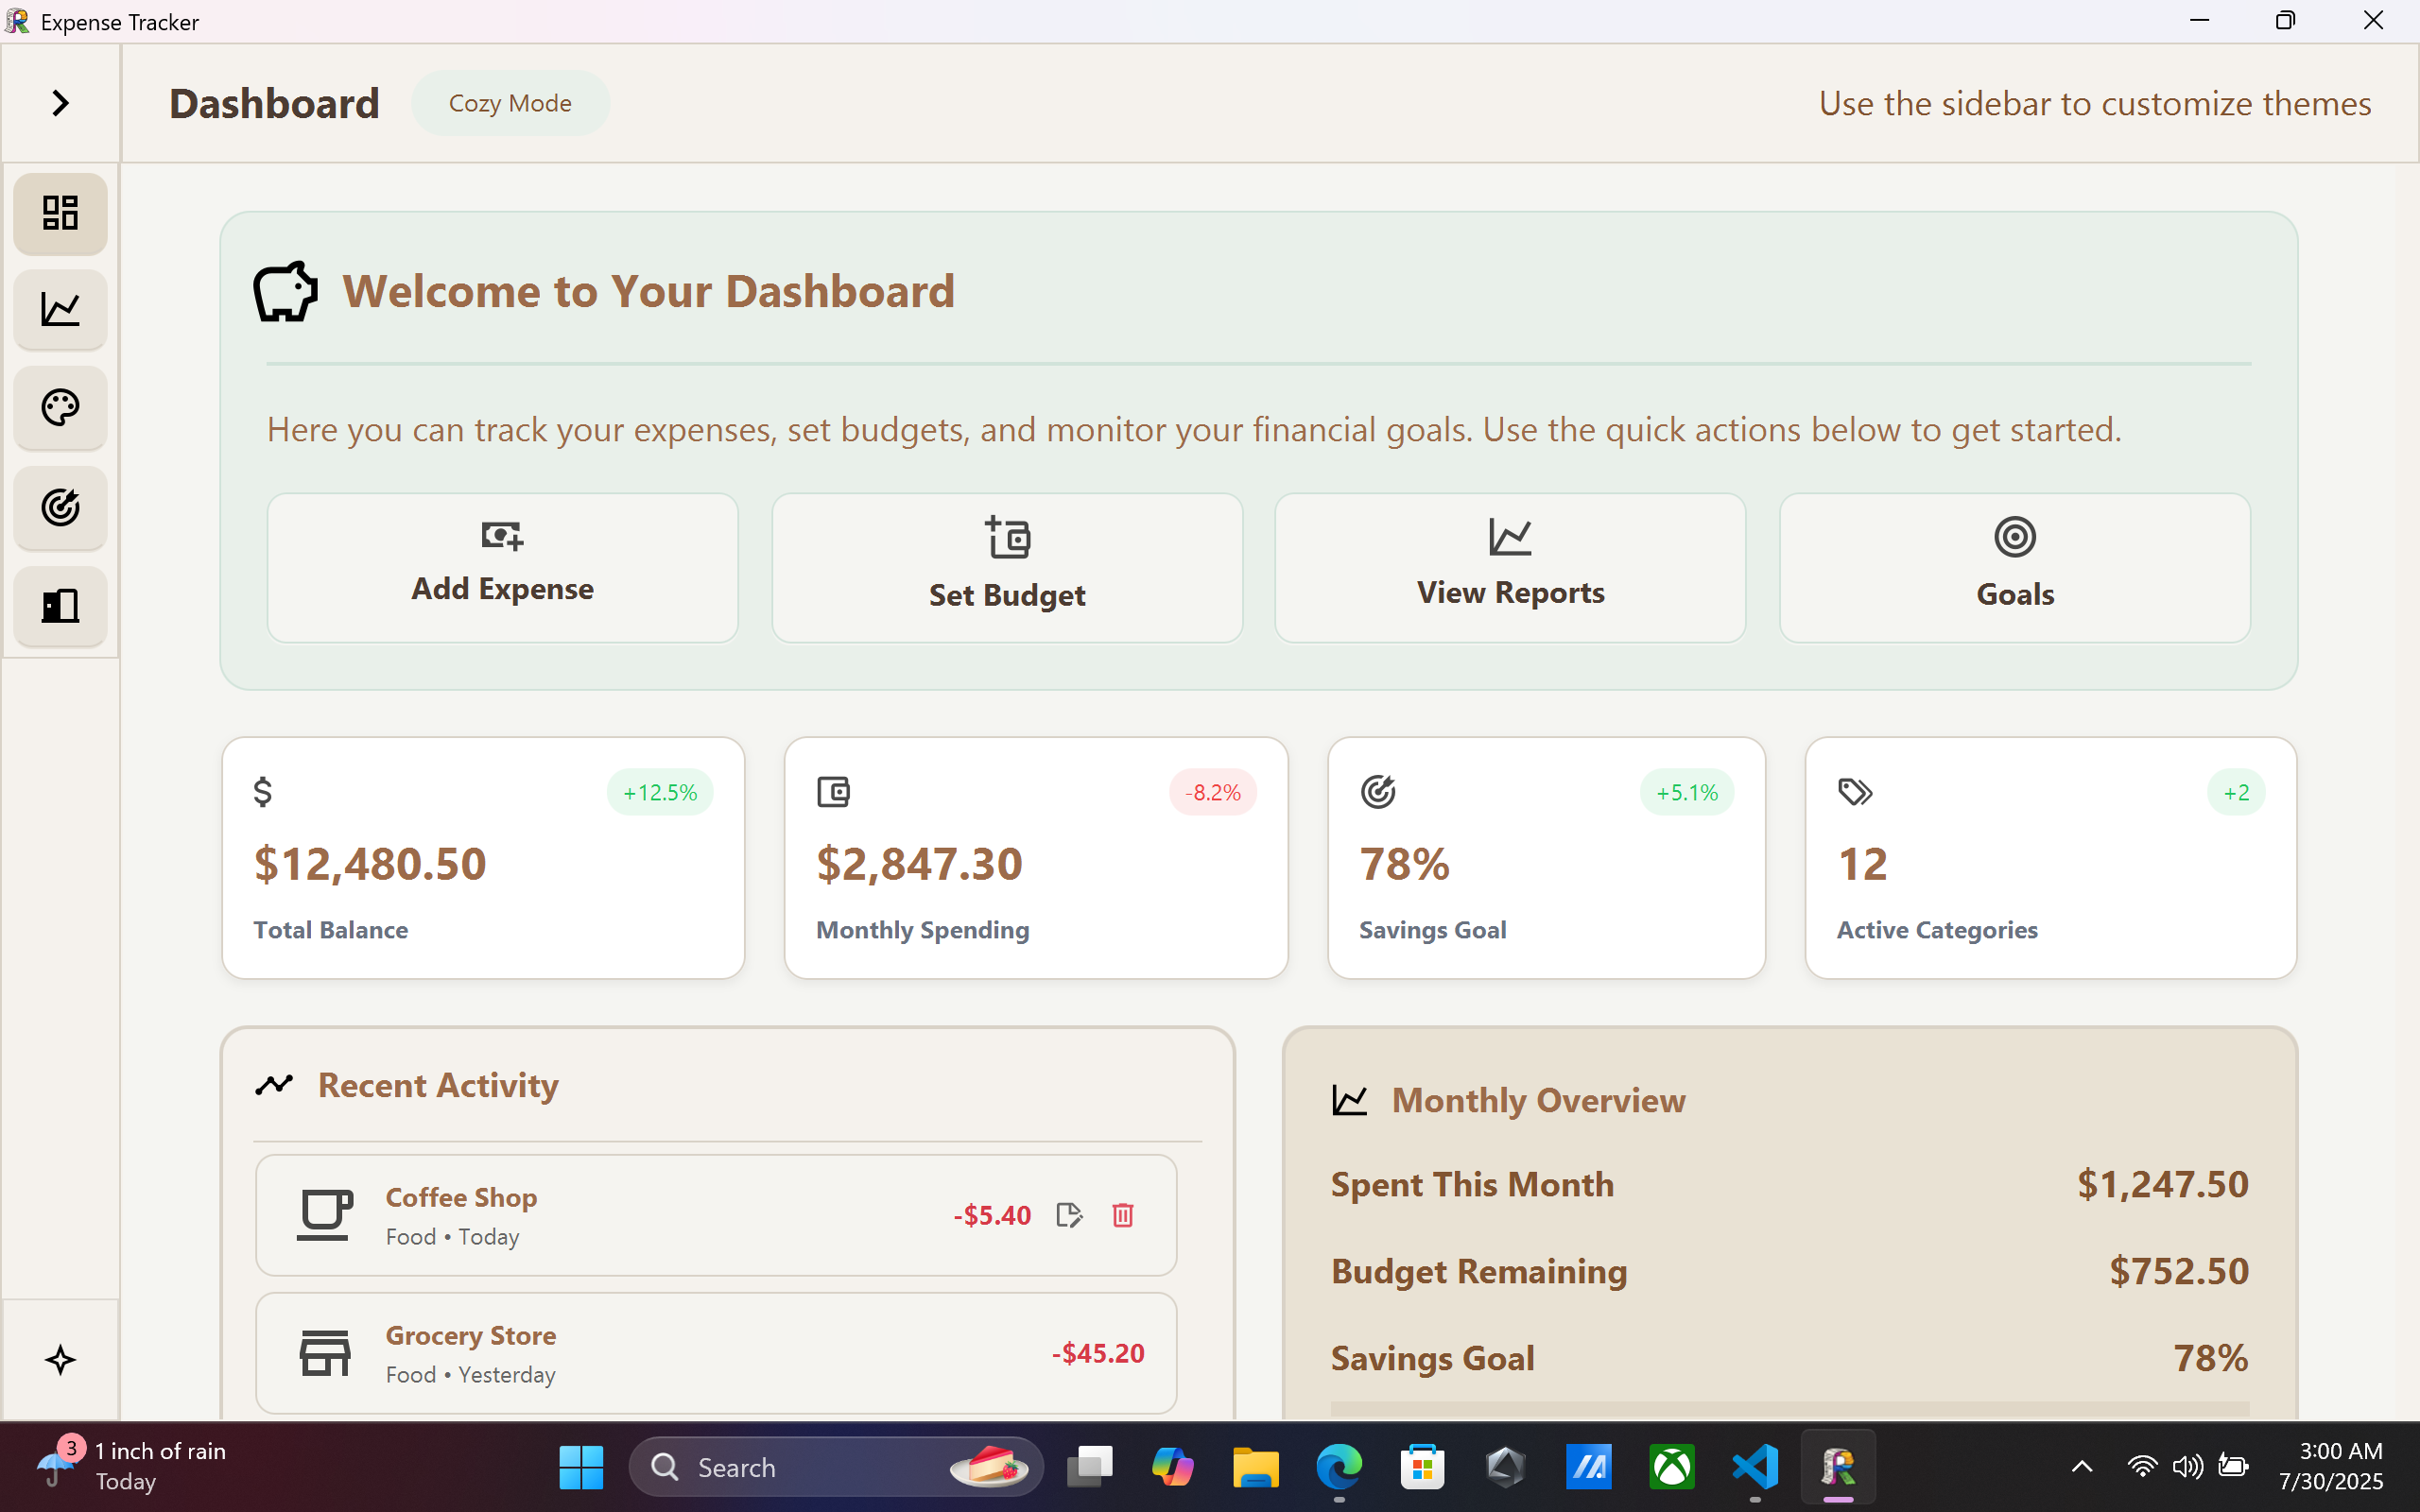 Expense Tracker
Dashboard
Cozy Mode
Use the sidebar to customize themes
Welcome to Your Dashboard
Here you can track your expenses, set budgets, and monitor your financial goals. Use the quick actions below to get started.
Add Expense
Set Budget
View Reports
Goals
+12.5%
$12,480.50
Total Balance
-8.2%
$2,847.30
Monthly Spending
+5.1%
78%
Savings Goal
+2
12
Active Categories
Recent Activity
Coffee Shop
Food • Today
-$5.40
Grocery Store
Food • Yesterday
-$45.20
Monthly Overview
Spent This Month $1,247.50
Budget Remaining $752.50
Savings Goal 78%
3
1 inch of rain
Today
Search
3:00 AM
7/30/2025